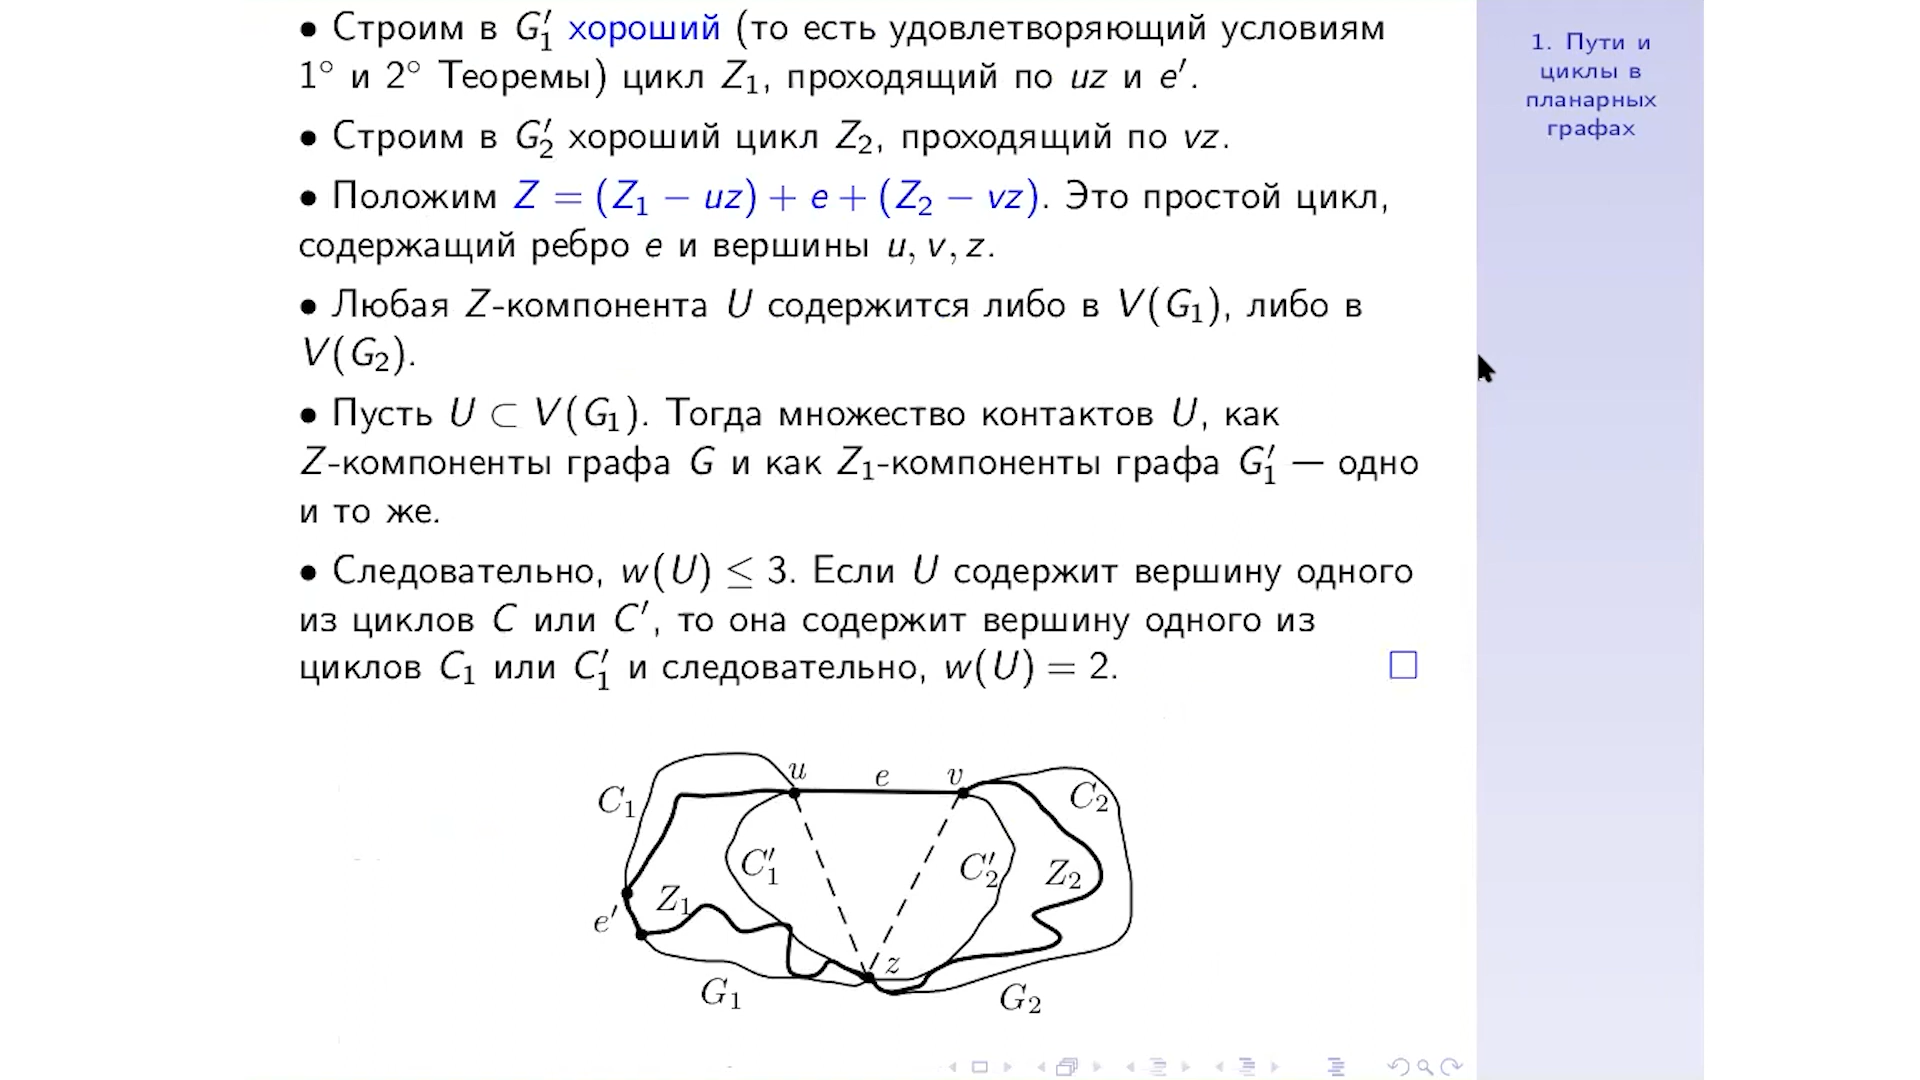 • Строим в G′₁ хороший (то есть удовлетворяющий условиям
1° и 2° Теоремы) цикл Z₁, проходящий по uz и e′.
• Строим в G′₂ хороший цикл Z₂, проходящий по vz.
• Положим Z = (Z₁ − uz) + e + (Z₂ − vz). Это простой цикл,
содержащий ребро e и вершины u, v, z.
• Любая Z-компонента U содержится либо в V(G₁), либо в
V(G₂).
• Пусть U ⊂ V(G₁). Тогда множество контактов U, как
Z-компоненты графа G и как Z₁-компоненты графа G′₁ — одно
и то же.
• Следовательно, w(U) ≤ 3. Если U содержит вершину одного
из циклов C или C′, то она содержит вершину одного из
циклов C₁ или C′₁ и следовательно, w(U) = 2.
1. Пути и
циклы в
планарных
графах
u e v
C₁ C₂
C′₁ C′₂ Z₂
Z₁
e′
z
G₁ G₂